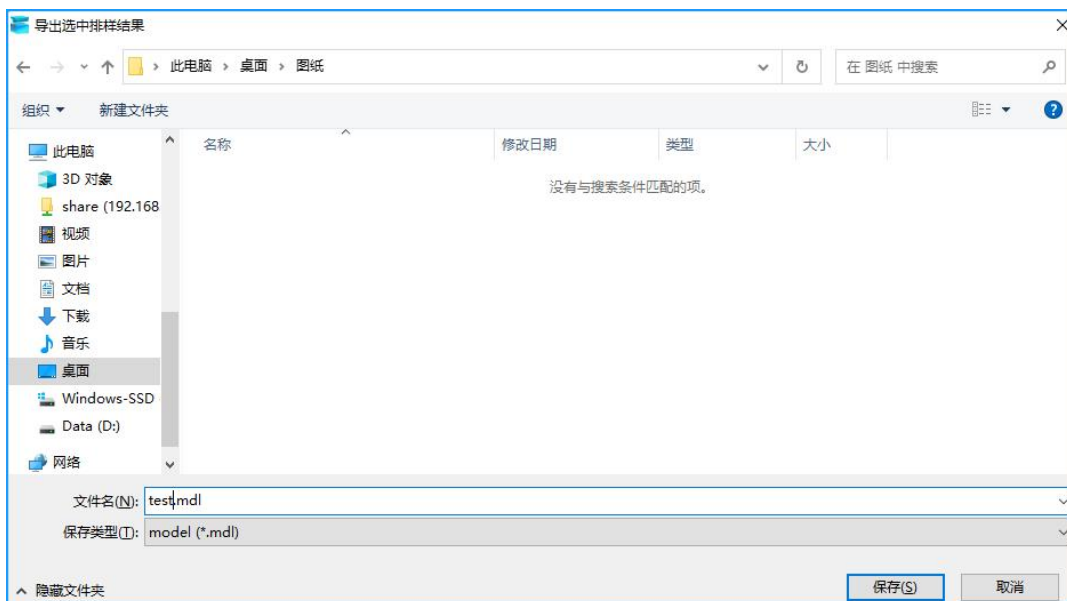 导出选中排样结果
此电脑 › 桌面 › 图纸
在 图纸 中搜索
组织
新建文件夹
名称
修改日期
类型
大小
没有与搜索条件匹配的项。
此电脑
3D 对象
share (192.168
视频
图片
文档
下载
音乐
桌面
Windows-SSD
Data (D:)
网络
文件名(N): test.mdl
保存类型(T): model (*.mdl)
隐藏文件夹
保存(S)
取消